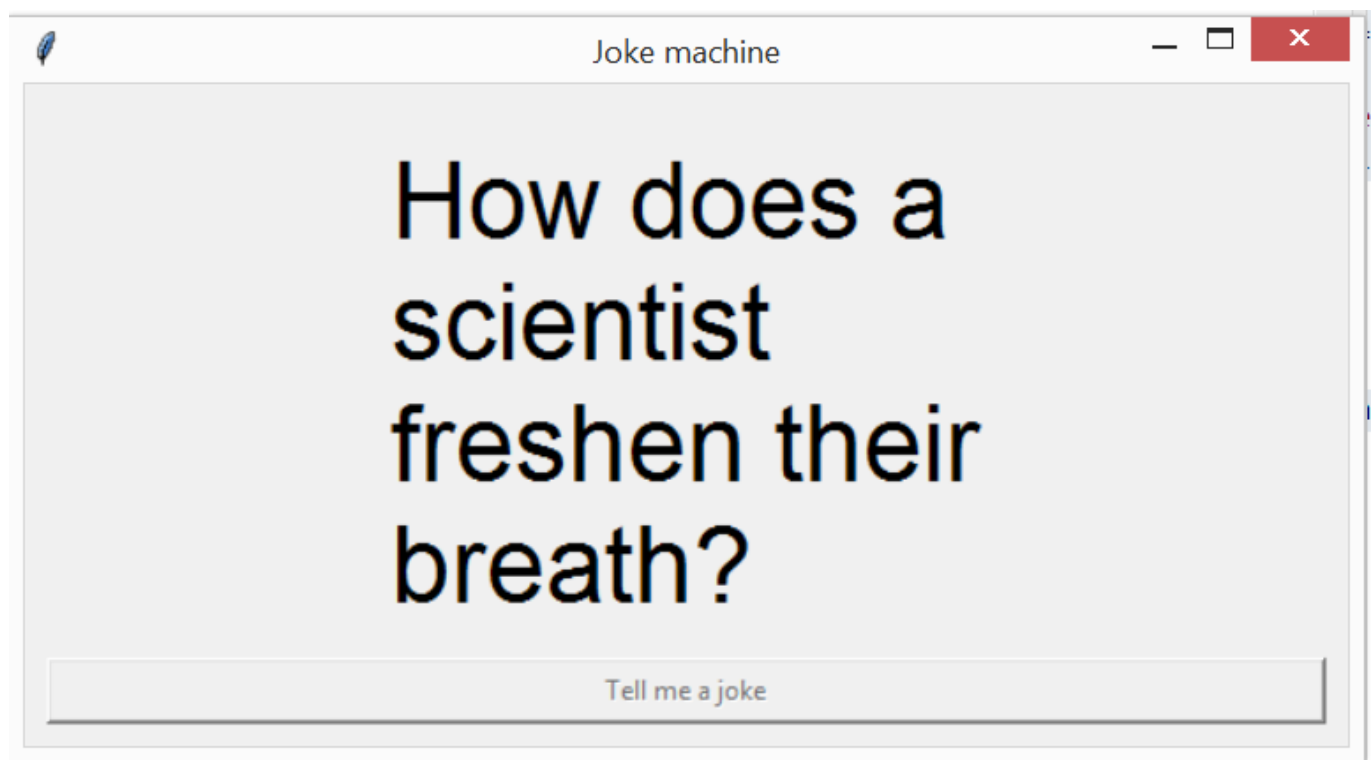 Joke machine
How does a
scientist
freshen their
breath?
Tell me a joke